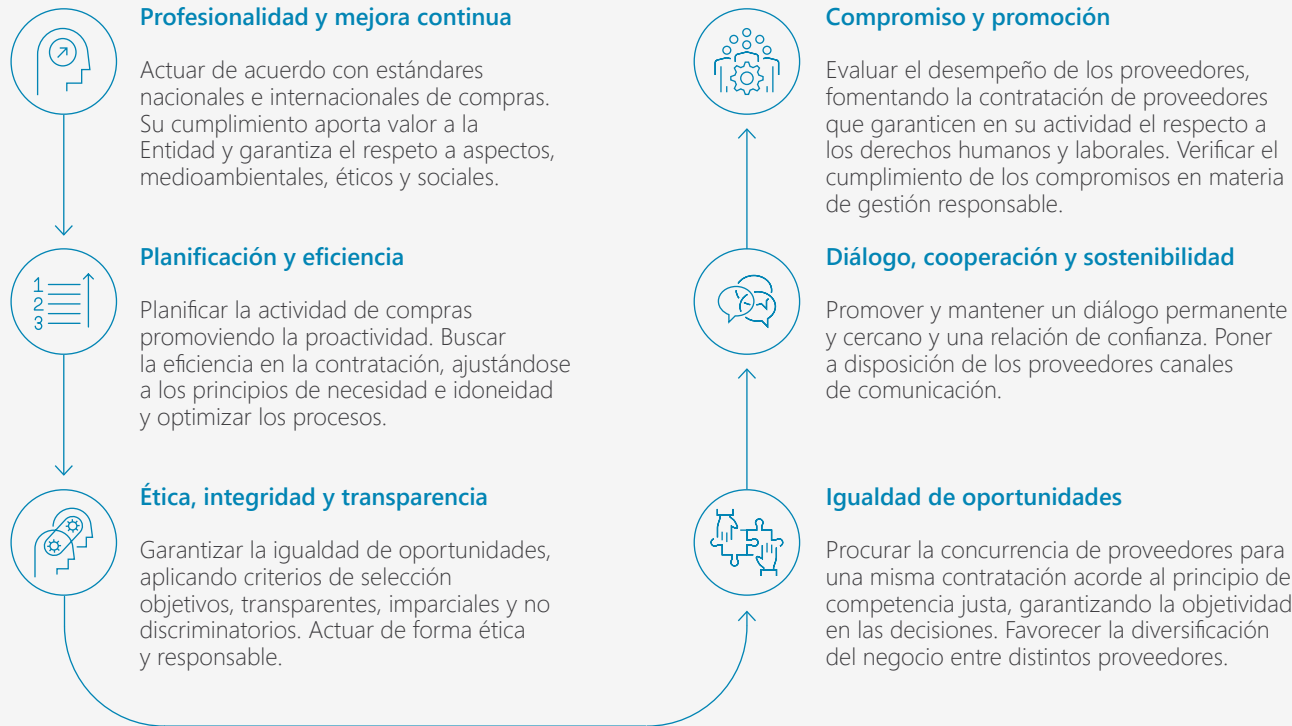 Profesionalidad y mejora continua
Actuar de acuerdo con estándares
nacionales e internacionales de compras.
Su cumplimiento aporta valor a la
Entidad y garantiza el respeto a aspectos,
medioambientales, éticos y sociales.
1
2
3
Planificación y eficiencia
Planificar la actividad de compras
promoviendo la proactividad. Buscar
la eficiencia en la contratación, ajustándose
a los principios de necesidad e idoneidad
y optimizar los procesos.
Ética, integridad y transparencia
Garantizar la igualdad de oportunidades,
aplicando criterios de selección
objetivos, transparentes, imparciales y no
discriminatorios. Actuar de forma ética
y responsable.
Igualdad de oportunidades
Procurar la concurrencia de proveedores para
una misma contratación acorde al principio de
competencia justa, garantizando la objetividad
en las decisiones. Favorecer la diversificación
del negocio entre distintos proveedores.
Diálogo, cooperación y sostenibilidad
Promover y mantener un diálogo permanente
y cercano y una relación de confianza. Poner
a disposición de los proveedores canales
de comunicación.
Compromiso y promoción
Evaluar el desempeño de los proveedores,
fomentando la contratación de proveedores
que garanticen en su actividad el respecto a
los derechos humanos y laborales. Verificar el
cumplimiento de los compromisos en materia
de gestión responsable.